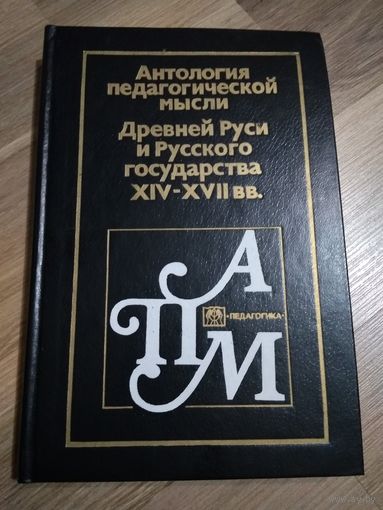 Антология
педагогической
мысли
Древней Руси
и Русского
государства
XIV-XVII вв.
А
П
·ПЕДАГОГИКА·
М